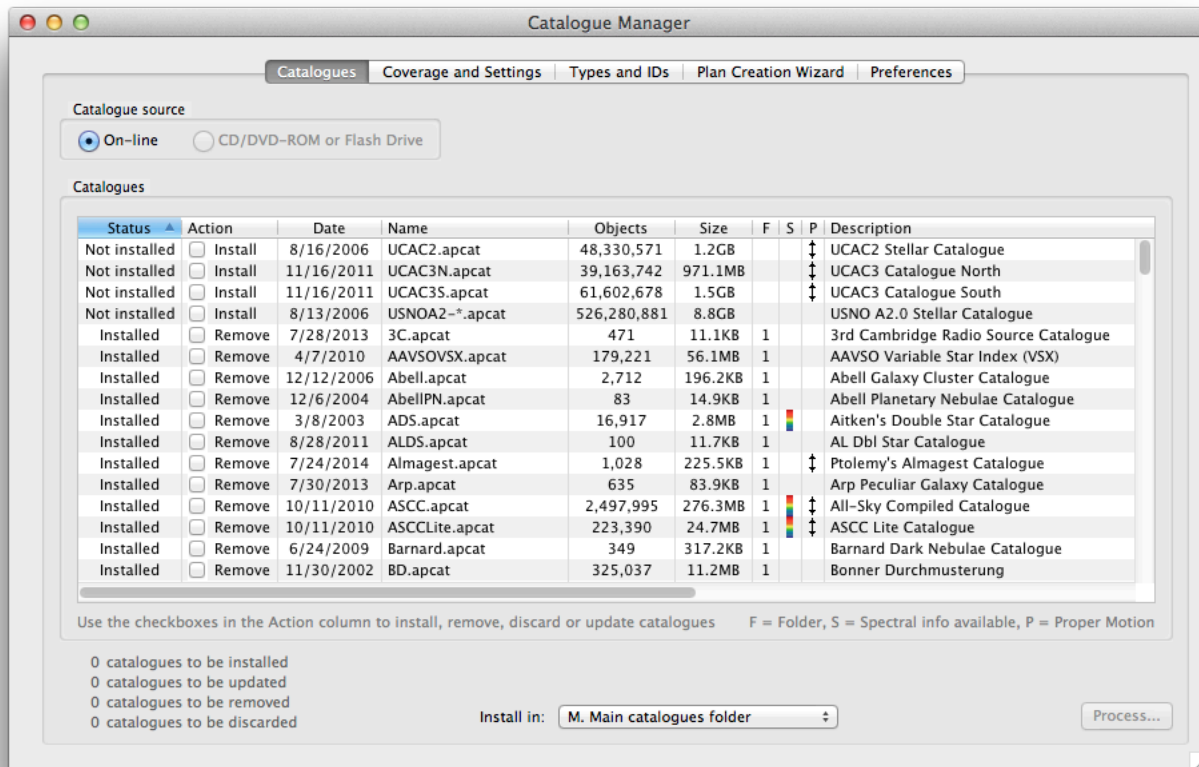 Catalogue Manager
Catalogues Coverage and Settings Types and IDs Plan Creation Wizard Preferences
Catalogue source
On-line CD/DVD-ROM or Flash Drive
Catalogues
Status Action Date Name Objects Size F S P Description
Not installed Install 8/16/2006 UCAC2.apcat 48,330,571 1.2GB UCAC2 Stellar Catalogue
Not installed Install 11/16/2011 UCAC3N.apcat 39,163,742 971.1MB UCAC3 Catalogue North
Not installed Install 11/16/2011 UCAC3S.apcat 61,602,678 1.5GB UCAC3 Catalogue South
Not installed Install 8/13/2006 USNOA2-*.apcat 526,280,881 8.8GB USNO A2.0 Stellar Catalogue
Installed Remove 7/28/2013 3C.apcat 471 11.1KB 1 3rd Cambridge Radio Source Catalogue
Installed Remove 4/7/2010 AAVSOVSX.apcat 179,221 56.1MB 1 AAVSO Variable Star Index (VSX)
Installed Remove 12/12/2006 Abell.apcat 2,712 196.2KB 1 Abell Galaxy Cluster Catalogue
Installed Remove 12/6/2004 AbellPN.apcat 83 14.9KB 1 Abell Planetary Nebulae Catalogue
Installed Remove 3/8/2003 ADS.apcat 16,917 2.8MB 1 Aitken's Double Star Catalogue
Installed Remove 8/28/2011 ALDS.apcat 100 11.7KB 1 AL Dbl Star Catalogue
Installed Remove 7/24/2014 Almagest.apcat 1,028 225.5KB 1 Ptolemy's Almagest Catalogue
Installed Remove 7/30/2013 Arp.apcat 635 83.9KB 1 Arp Peculiar Galaxy Catalogue
Installed Remove 10/11/2010 ASCC.apcat 2,497,995 276.3MB 1 All-Sky Compiled Catalogue
Installed Remove 10/11/2010 ASCCLite.apcat 223,390 24.7MB 1 ASCC Lite Catalogue
Installed Remove 6/24/2009 Barnard.apcat 349 317.2KB 1 Barnard Dark Nebulae Catalogue
Installed Remove 11/30/2002 BD.apcat 325,037 11.2MB 1 Bonner Durchmusterung
Use the checkboxes in the Action column to install, remove, discard or update catalogues F = Folder, S = Spectral info available, P = Proper Motion
0 catalogues to be installed
0 catalogues to be updated
0 catalogues to be removed
0 catalogues to be discarded
Install in: M. Main catalogues folder Process...